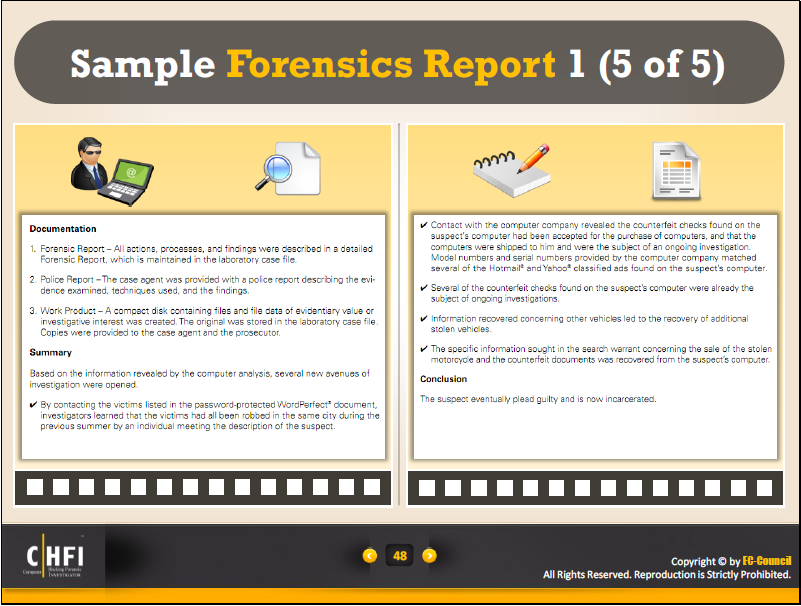 Sample Forensics Report 1 (5 of 5)
Documentation
1. Forensic Report – All actions, processes, and findings were described in a detailed
Forensic Report, which is maintained in the laboratory case file.
2. Police Report – The case agent was provided with a police report describing the evi-
dence examined, techniques used, and the findings.
3. Work Product – A compact disk containing files and file data of evidentiary value or
investigative interest was created. The original was stored in the laboratory case file.
Copies were provided to the case agent and the prosecutor.
Summary
Based on the information revealed by the computer analysis, several new avenues of
investigation were opened.
✔ By contacting the victims listed in the password-protected WordPerfect® document,
investigators learned that the victims had all been robbed in the same city during the
previous summer by an individual meeting the description of the suspect.
✔ Contact with the computer company revealed the counterfeit checks found on the
suspect's computer had been accepted for the purchase of computers, and that the
computers were shipped to him and were the subject of an ongoing investigation.
Model numbers and serial numbers provided by the computer company matched
several of the Hotmail® and Yahoo® classified ads found on the suspect's computer.
✔ Several of the counterfeit checks found on the suspect's computer were already the
subject of ongoing investigations.
✔ Information recovered concerning other vehicles led to the recovery of additional
stolen vehicles.
✔ The specific information sought in the search warrant concerning the sale of the stolen
motorcycle and the counterfeit documents was recovered from the suspect's computer.
Conclusion
The suspect eventually plead guilty and is now incarcerated.
CHFI
Computer Hacking Forensic
INVESTIGATOR
48
Copyright © by EC-Council
All Rights Reserved. Reproduction is Strictly Prohibited.